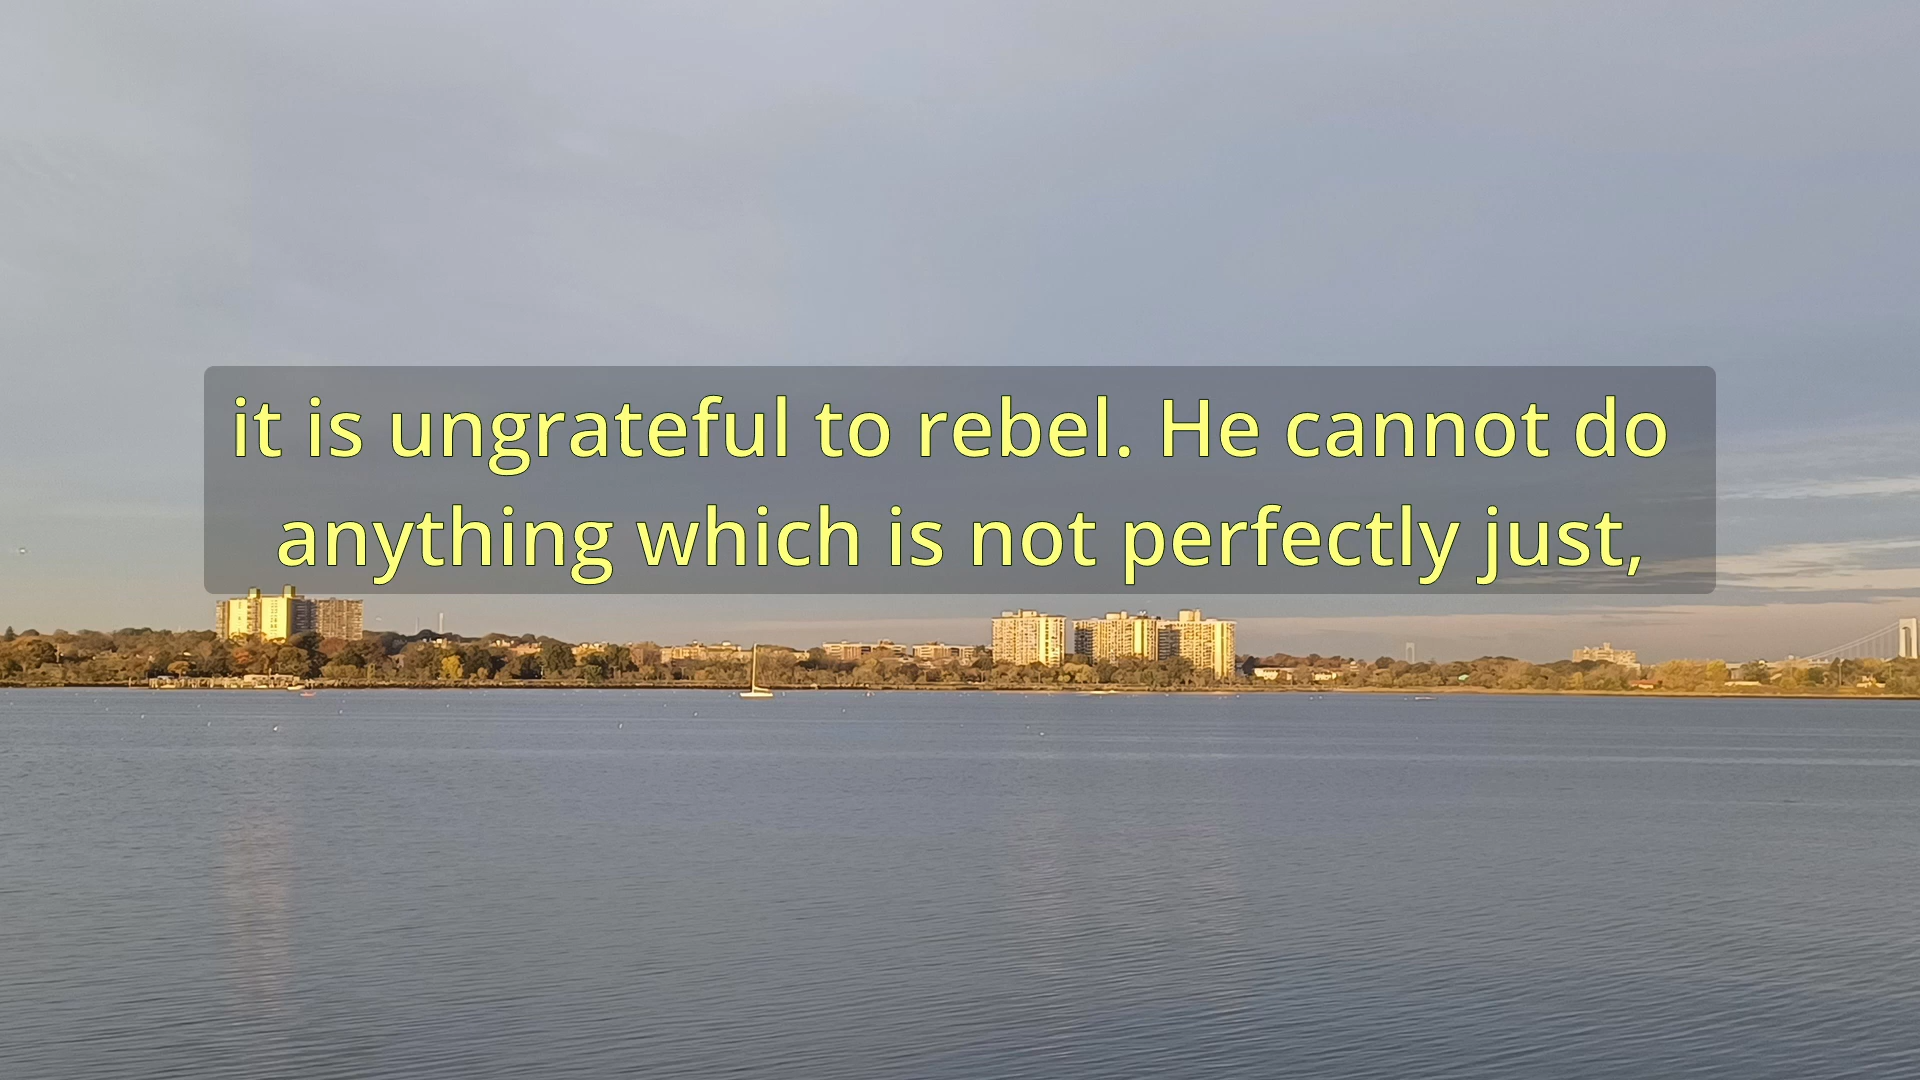 it is ungrateful to rebel. He cannot do
anything which is not perfectly just,